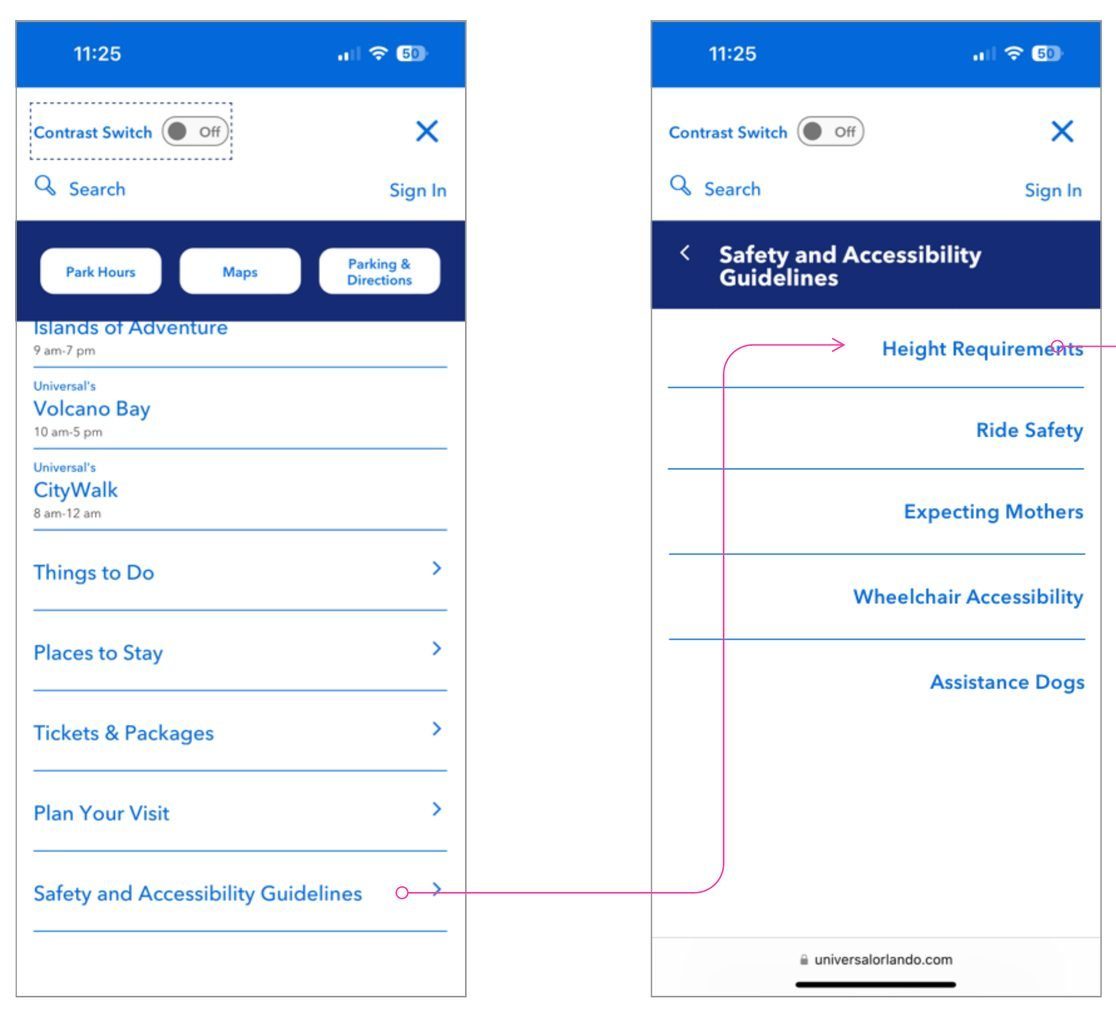 11:25
50
Contrast Switch
Off
Search
Sign In
Park Hours
Maps
Parking &
Directions
Islands of Adventure
9 am-7 pm
Universal's
Volcano Bay
10 am-5 pm
Universal's
CityWalk
8 am-12 am
Things to Do
Places to Stay
Tickets & Packages
Plan Your Visit
Safety and Accessibility Guidelines
11:25
50
Contrast Switch
Off
Search
Sign In
Safety and Accessibility
Guidelines
Height Requirements
Ride Safety
Expecting Mothers
Wheelchair Accessibility
Assistance Dogs
universalorlando.com